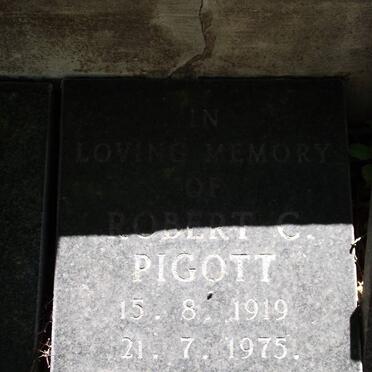 IN
LOVING MEMORY
OF
ROBERT C.
PIGOTT
15. 8. 1919
21. 7. 1975.